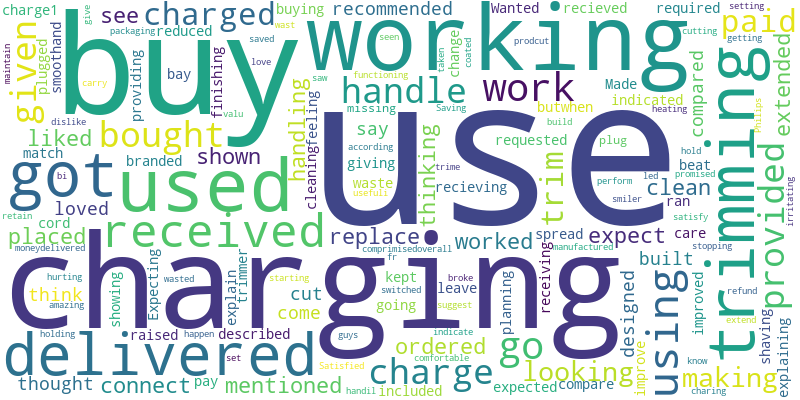 charge1
given
plugged
smoothland
buy
charged
see
reduced
providing
bay
finishing
packaging
saved
give
wast
love
buying
recommended
recieved
Wanted
required
setting
maintain
working
seen
prodcut
taken
coated
change
cutting
getting
paid
extended
dislike
valu
carry
saw
functioning
handle
work
Made
indicated
butwhen
heating
compared
Philips
liked
bought
missing
Saving
build
match
branded
shown
handling
cleaning
feeling
say
according
trime
requested
plug
hold
beat
trimming
got
used
use
giving
thinking
waste
usefull
recieving
trim
perform
led
promised
clean
provided
irritating
retain
bi
loved
cord
placed
received
replace
comprimisedoverall
worked
spread
smiler
ran
satisfy
expect
care
moneydelivered
hurting
amazing
think
showing
Expecting
explain
trimmer
wasted
charging
fr
kept
switched
broke
starting
cut
come
going
leave
suggest
planning
receiving
manufactured
designed
built
using
improved
stopping
refund
extend
shaving
explaining
holding
raised
happen
guys
indicate
ordered
go
looking
improve
know
making
delivered
described
set
Satisfied
comfortable
charge
thought
connect
pay
mentioned
handil
included
expected
compare
charing